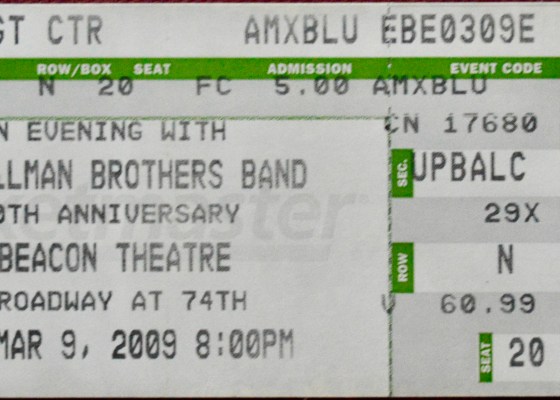 GT CTR AMXBLU EBE0309E
ROW/BOX SEAT ADMISSION EVENT CODE
N 20 FC 5.00 AMXBLU
N EVENING WITH CN 17680
LLMAN BROTHERS BAND SEC. UPBALC
0TH ANNIVERSARY 29X
BEACON THEATRE ROW N
ROADWAY AT 74TH V 60.99
MAR 9, 2009 8:00PM SEAT 20
ketmaster